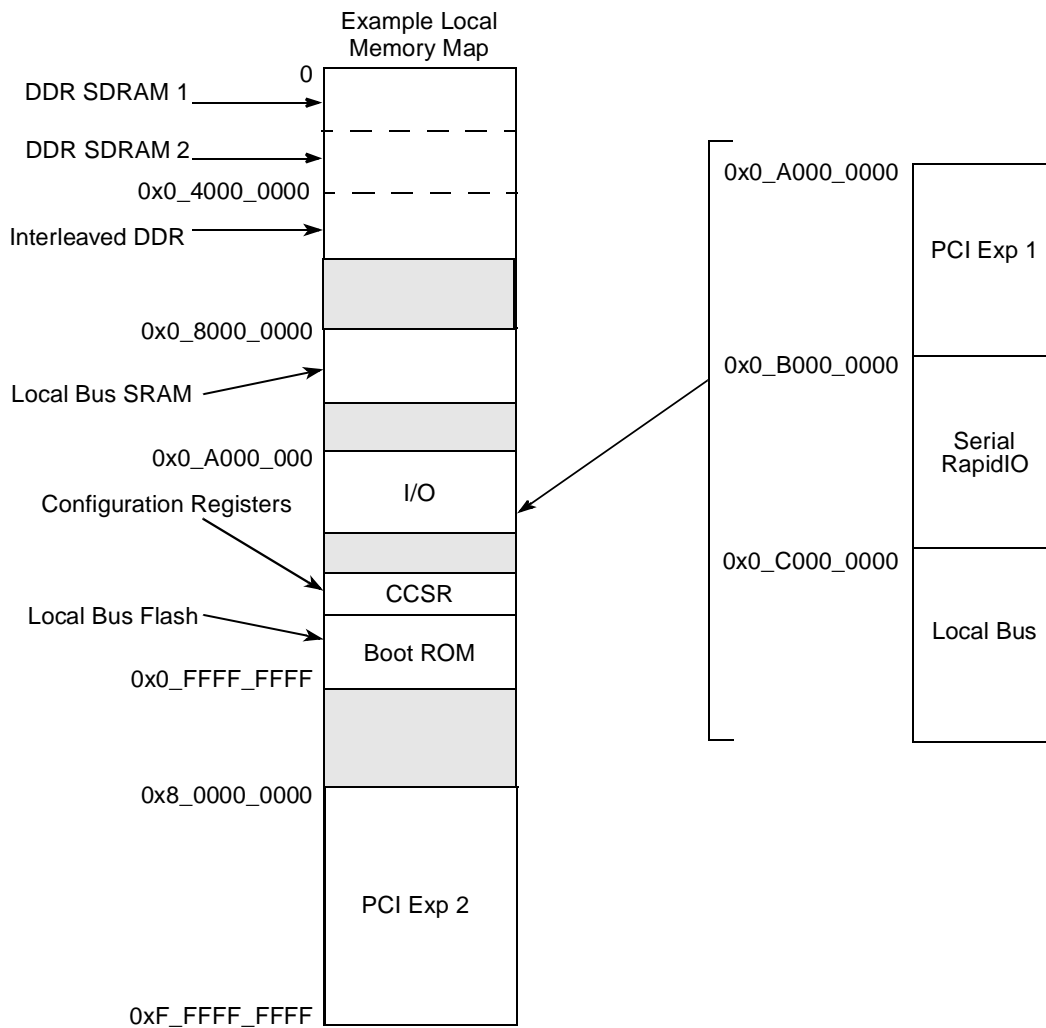 Example Local
Memory Map
0
DDR SDRAM 1
DDR SDRAM 2
0x0_4000_0000
Interleaved DDR
0x0_8000_0000
Local Bus SRAM
0x0_A000_000
I/O
Configuration Registers
CCSR
Local Bus Flash
Boot ROM
0x0_FFFF_FFFF
0x8_0000_0000
PCI Exp 2
0xF_FFFF_FFFF
0x0_A000_0000
PCI Exp 1
0x0_B000_0000
Serial
RapidIO
0x0_C000_0000
Local Bus